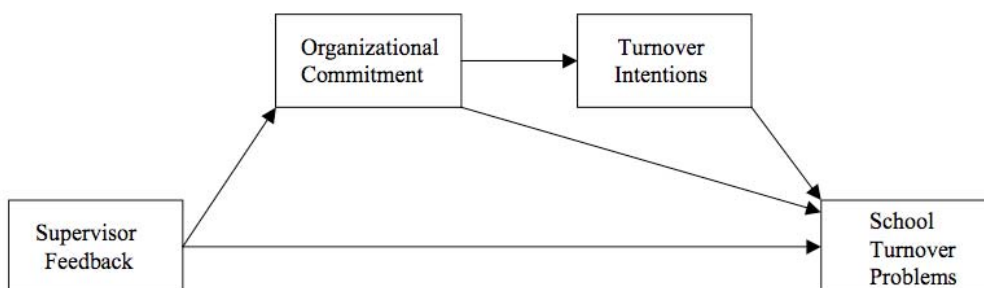 Organizational
Commitment
Turnover
Intentions
Supervisor
Feedback
School
Turnover
Problems